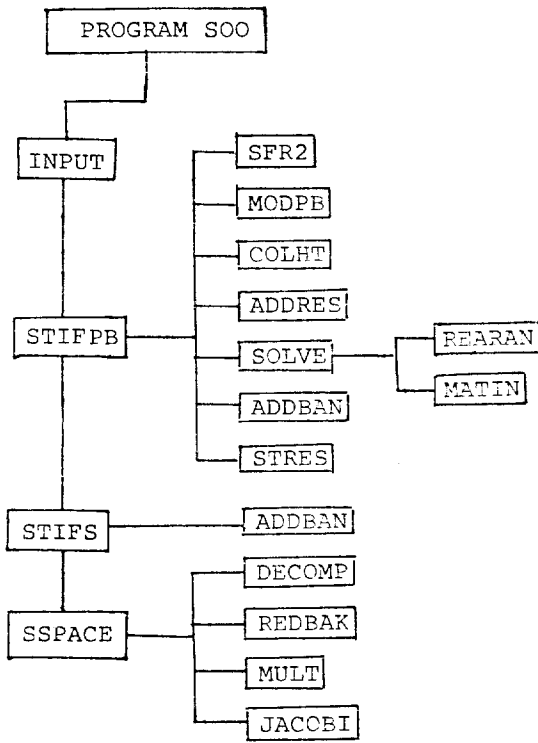 PROGRAM SOO
INPUT
SFR2
MODPB
COLHT
ADDRES
STIFPB
SOLVE
REARAN
MATIN
ADDBAN
STRES
STIFS
ADDBAN
DECOMP
SSPACE
REDBAK
MULT
JACOBI